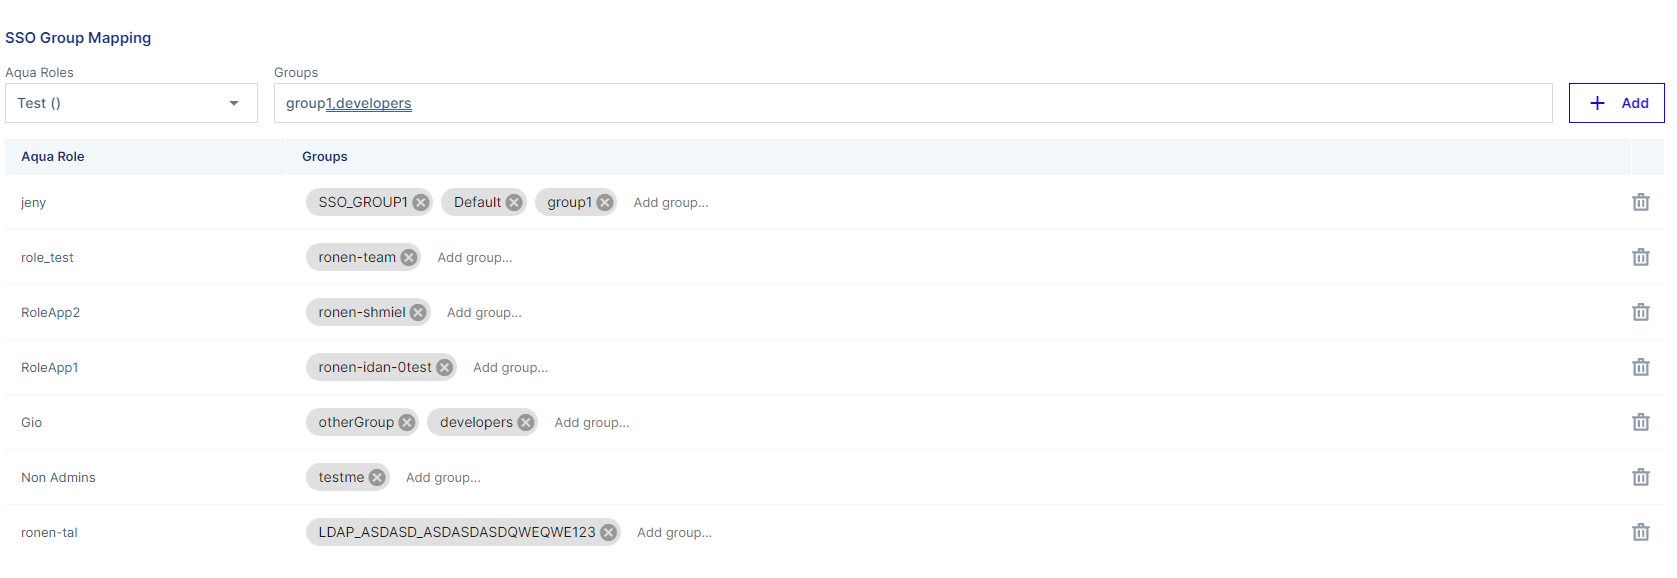 SSO Group Mapping
Aqua Roles Groups
Test () group1,developers Add
Aqua Role Groups
jeny SSO_GROUP1 Default group1 Add group...
role_test ronen-team Add group...
RoleApp2 ronen-shmiel Add group...
RoleApp1 ronen-idan-0test Add group...
Gio otherGroup developers Add group...
Non Admins testme Add group...
ronen-tal LDAP_ASDASD_ASDASDASDQWEQWE123 Add group...